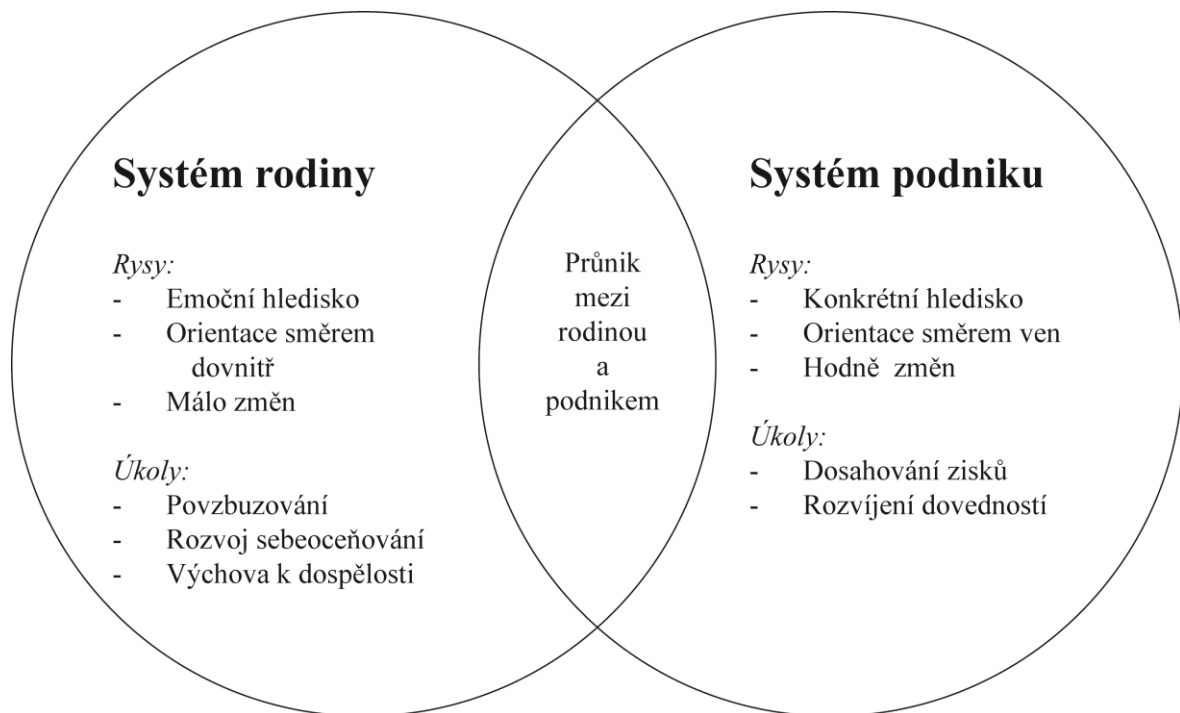 Systém rodiny
Rysy:
- Emoční hledisko
- Orientace směrem
dovnitř
- Málo změn
Úkoly:
- Povzbuzování
- Rozvoj sebeoceňování
- Výchova k dospělosti
Průnik
mezi
rodinou
a
podnikem
Systém podniku
Rysy:
- Konkrétní hledisko
- Orientace směrem ven
- Hodně  změn
Úkoly:
- Dosahování zisků
- Rozvíjení dovedností